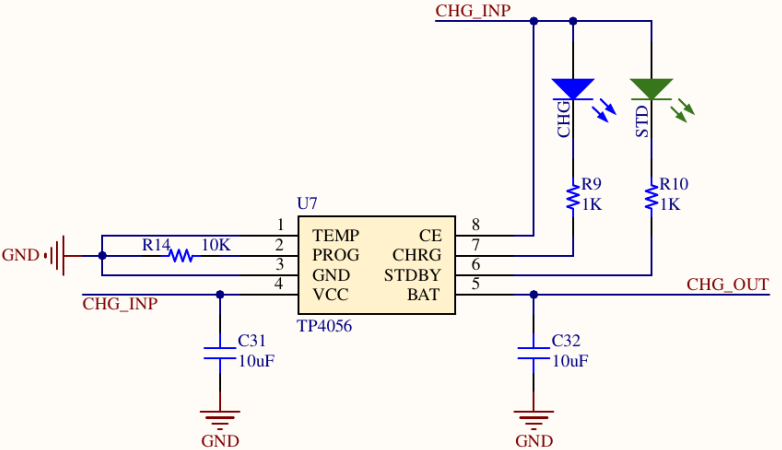 CHG_INP
CHG
STD
R9
1K
R10
1K
U7
1
2
3
4
TEMP
PROG
GND
VCC
CE
CHRG
STDBY
BAT
8
7
6
5
TP4056
GND
R14 10K
CHG_INP
CHG_OUT
C31
10uF
C32
10uF
GND
GND